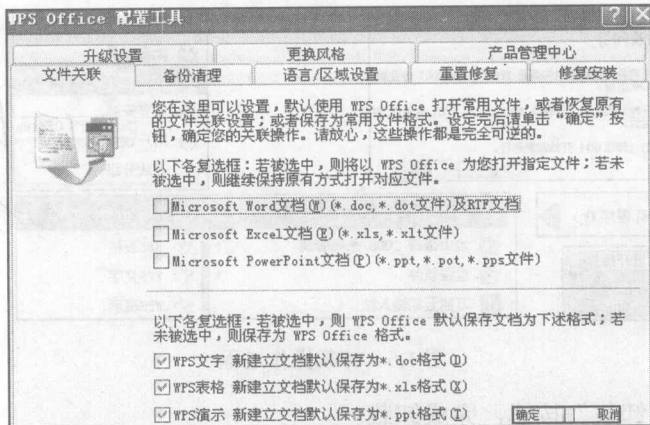 WPS Office 配置工具
升级设置 更换风格 产品管理中心
文件关联 备份清理 语言/区域设置 重置修复 修复安装
您在这里可以设置，默认使用 WPS Office 打开常用文件，或者恢复原有
的文件关联设置；或者保存为常用文件格式。设定完后请单击“确定”按
钮，确定您的关联操作。请放心，这些操作都是完全可逆的。
以下各复选框：若被选中，则将以 WPS Office 为您打开指定文件；若未
被选中，则继续保持原有方式打开对应文件。
Microsoft Word文档(W)(*.doc,*.dot文件)及RTF文档
Microsoft Excel文档(E)(*.xls,*.xlt文件)
Microsoft PowerPoint文档(P)(*.ppt,*.pot,*.pps文件)
以下各复选框：若被选中，则 WPS Office 默认保存文档为下述格式；若
未被选中，则保存为 WPS Office 格式。
WPS文字 新建立文档默认保存为*.doc格式(D)
WPS表格 新建立文档默认保存为*.xls格式(X)
WPS演示 新建立文档默认保存为*.ppt格式(T)
确定 取消